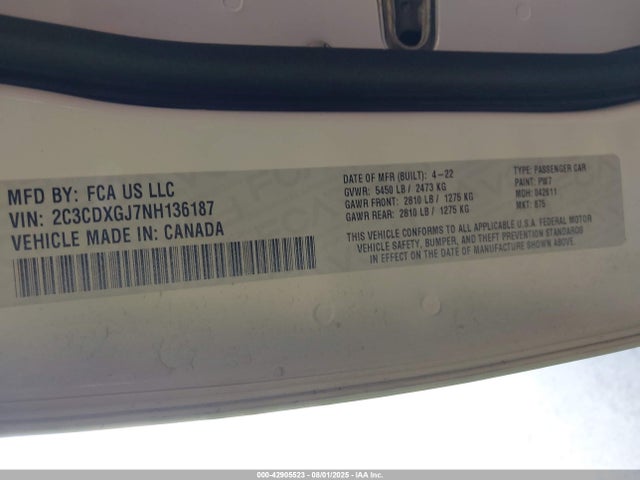 MFD BY: FCA US LLC
VIN: 2C3CDXGJ7NH136187
VEHICLE MADE IN: CANADA
DATE OF MFR (BUILT): 4-22
GVWR: 5450 LB / 2473 KG
GAWR FRONT: 2810 LB / 1275 KG
GAWR REAR: 2810 LB / 1275 KG
TYPE: PASSENGER CAR
PAINT: PW7
MDH: 042611
MKT: 875
THIS VEHICLE CONFORMS TO ALL APPLICABLE U.S.A. FEDERAL MOTOR
VEHICLE SAFETY, BUMPER, AND THEFT PREVENTION STANDARDS
IN EFFECT ON THE DATE OF MANUFACTURE SHOWN ABOVE.
000-42905523 - 08/01/2025 - IAA Inc.